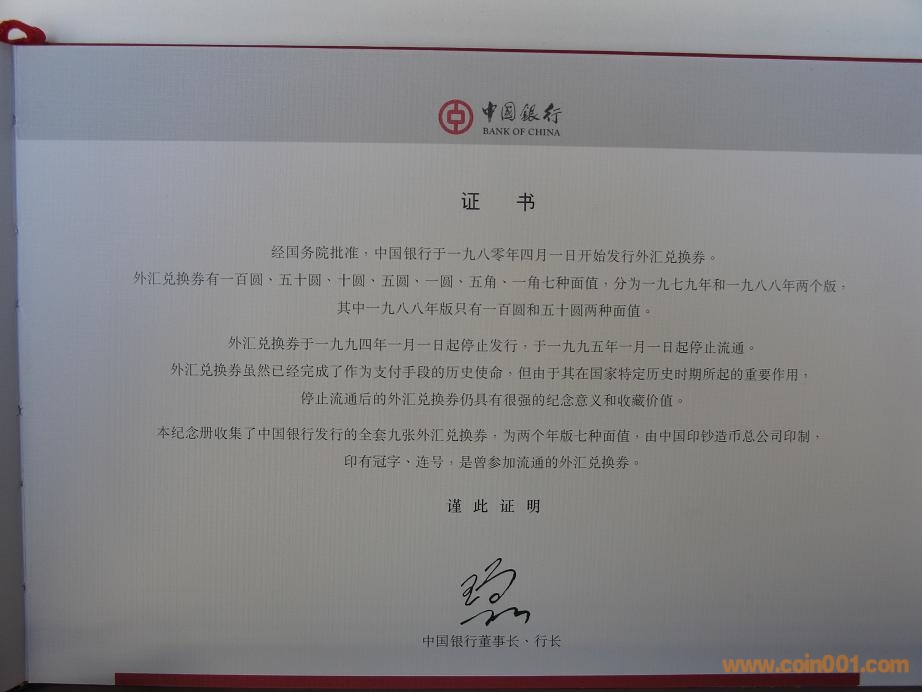 中国银行
BANK OF CHINA
证 书
经国务院批准，中国银行于一九八零年四月一日开始发行外汇兑换券。
外汇兑换券有一百圆、五十圆、十圆、五圆、一圆、五角、一角七种面值，分为一九七九年和一九八八年两个版，
其中一九八八年版只有一百圆和五十圆两种面值。
外汇兑换券于一九九四年一月一日起停止发行，于一九九五年一月一日起停止流通。
外汇兑换券虽然已经完成了作为支付手段的历史使命，但由于其在国家特定历史时期所起的重要作用，
停止流通后的外汇兑换券仍具有很强的纪念意义和收藏价值。
本纪念册收集了中国银行发行的全套九张外汇兑换券，为两个年版七种面值，由中国印钞造币总公司印制，
印有冠字、连号，是曾参加流通的外汇兑换券。
谨 此 证 明
中国银行董事长、行长
www.coin001.com